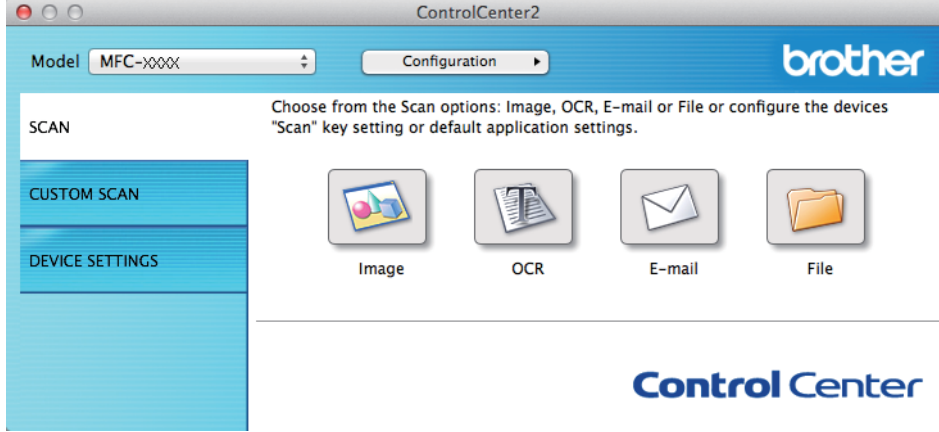 ControlCenter2
Model MFC-XXXX Configuration
brother
SCAN
CUSTOM SCAN
DEVICE SETTINGS
Choose from the Scan options: Image, OCR, E-mail or File or configure the devices
"Scan" key setting or default application settings.
Image OCR E-mail File
Control Center